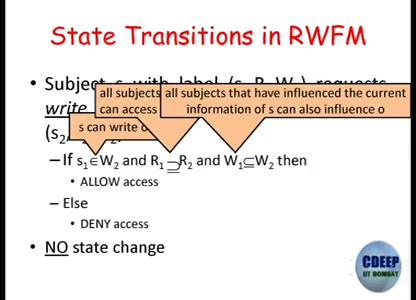 State Transitions in RWFM
• Subject s with label (s R W ) requests
write
(s₂
all subjects
can access
all subjects that have influenced the current
information of s can also influence o
s can write o
– If s₁∈W₂ and R₁⊇R₂ and W₁⊆W₂ then
• ALLOW access
– Else
• DENY access
• NO state change
CDEEP
IIT BOMBAY